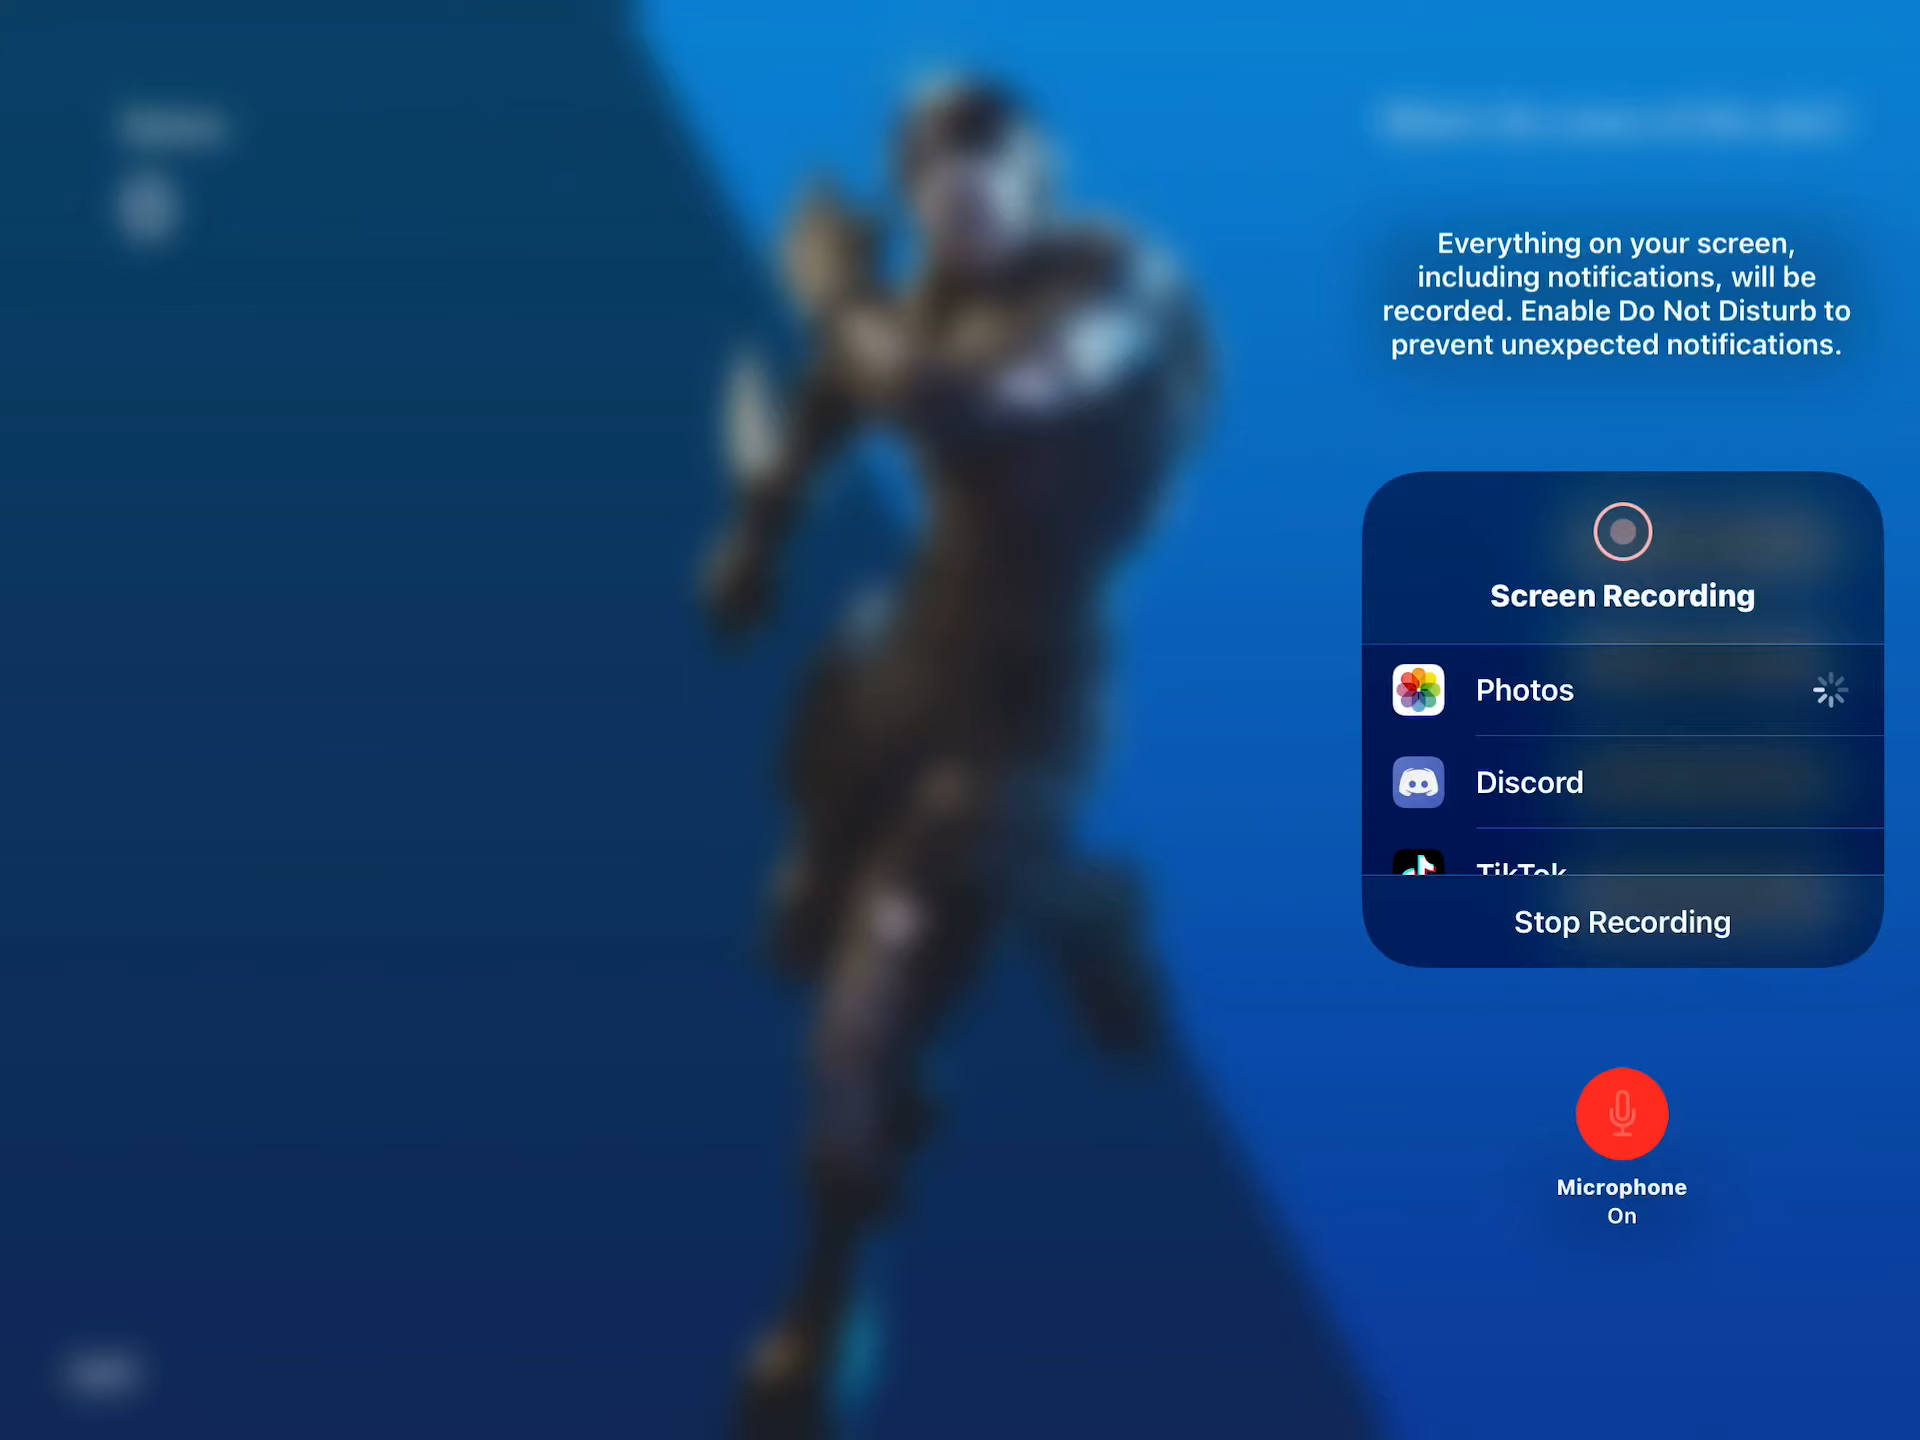 Everything on your screen,
including notifications, will be
recorded. Enable Do Not Disturb to
prevent unexpected notifications.
Screen Recording
Photos
Discord
TikTok
Stop Recording
Microphone
On